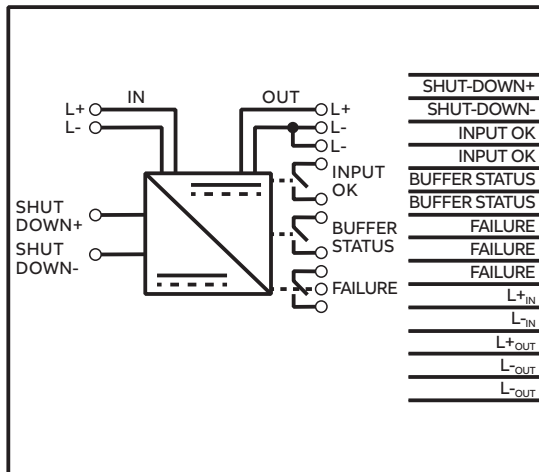 IN
OUT
L+
L-
L+
L-
L-
INPUT
OK
SHUT
DOWN+
BUFFER
STATUS
SHUT
DOWN-
FAILURE
SHUT-DOWN+
SHUT-DOWN-
INPUT OK
INPUT OK
BUFFER STATUS
BUFFER STATUS
FAILURE
FAILURE
FAILURE
L+IN
L-IN
L+OUT
L-OUT
L-OUT